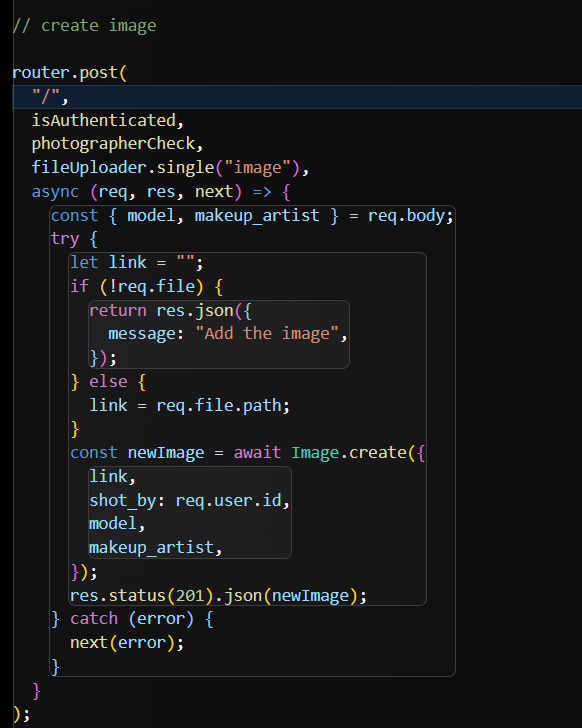 // create image
router.post(
"/",
isAuthenticated,
photographerCheck,
fileUploader.single("image"),
async (req, res, next) => {
const { model, makeup_artist } = req.body;
try {
let link = "";
if (!req.file) {
return res.json({
message: "Add the image",
});
} else {
link = req.file.path;
}
const newImage = await Image.create({
link,
shot_by: req.user.id,
model,
makeup_artist,
});
res.status(201).json(newImage);
} catch (error) {
next(error);
}
}
);